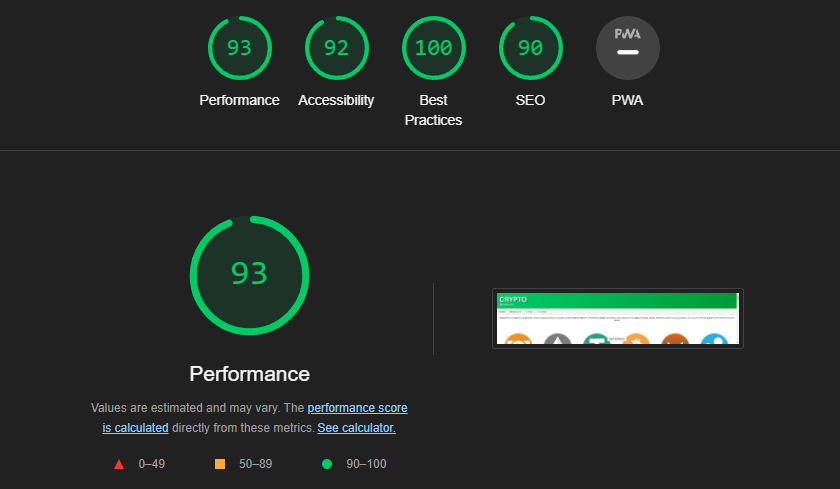 93
92
100
90
PWA
Performance
Accessibility
Best
Practices
SEO
PWA
93
CRYPTO
Performance
Values are estimated and may vary. The performance score
is calculated directly from these metrics. See calculator.
0–49
50–89
90–100